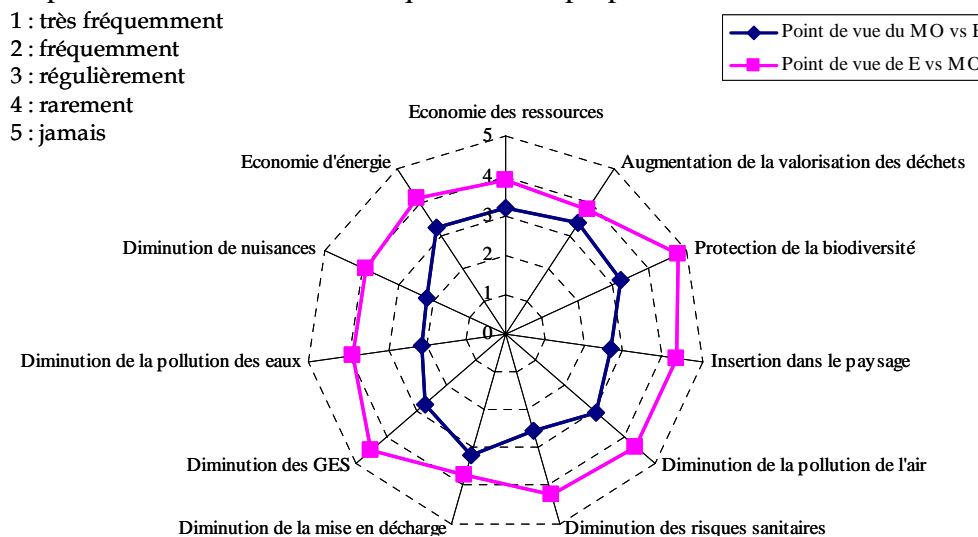 1 : très fréquemment
2 : fréquemment
3 : régulièrement
4 : rarement
5 : jamais
Point de vue du MO vs
Point de vue de E vs MO
Economie des ressources
5
Economie d'énergie
Augmentation de la valorisation des déchets
4
3
Diminution de nuisances
Protection de la biodiversité
2
1
0
Diminution de la pollution des eaux
Insertion dans le paysage
Diminution des GES
Diminution de la pollution de l'air
Diminution de la mise en décharge
Diminution des risques sanitaires